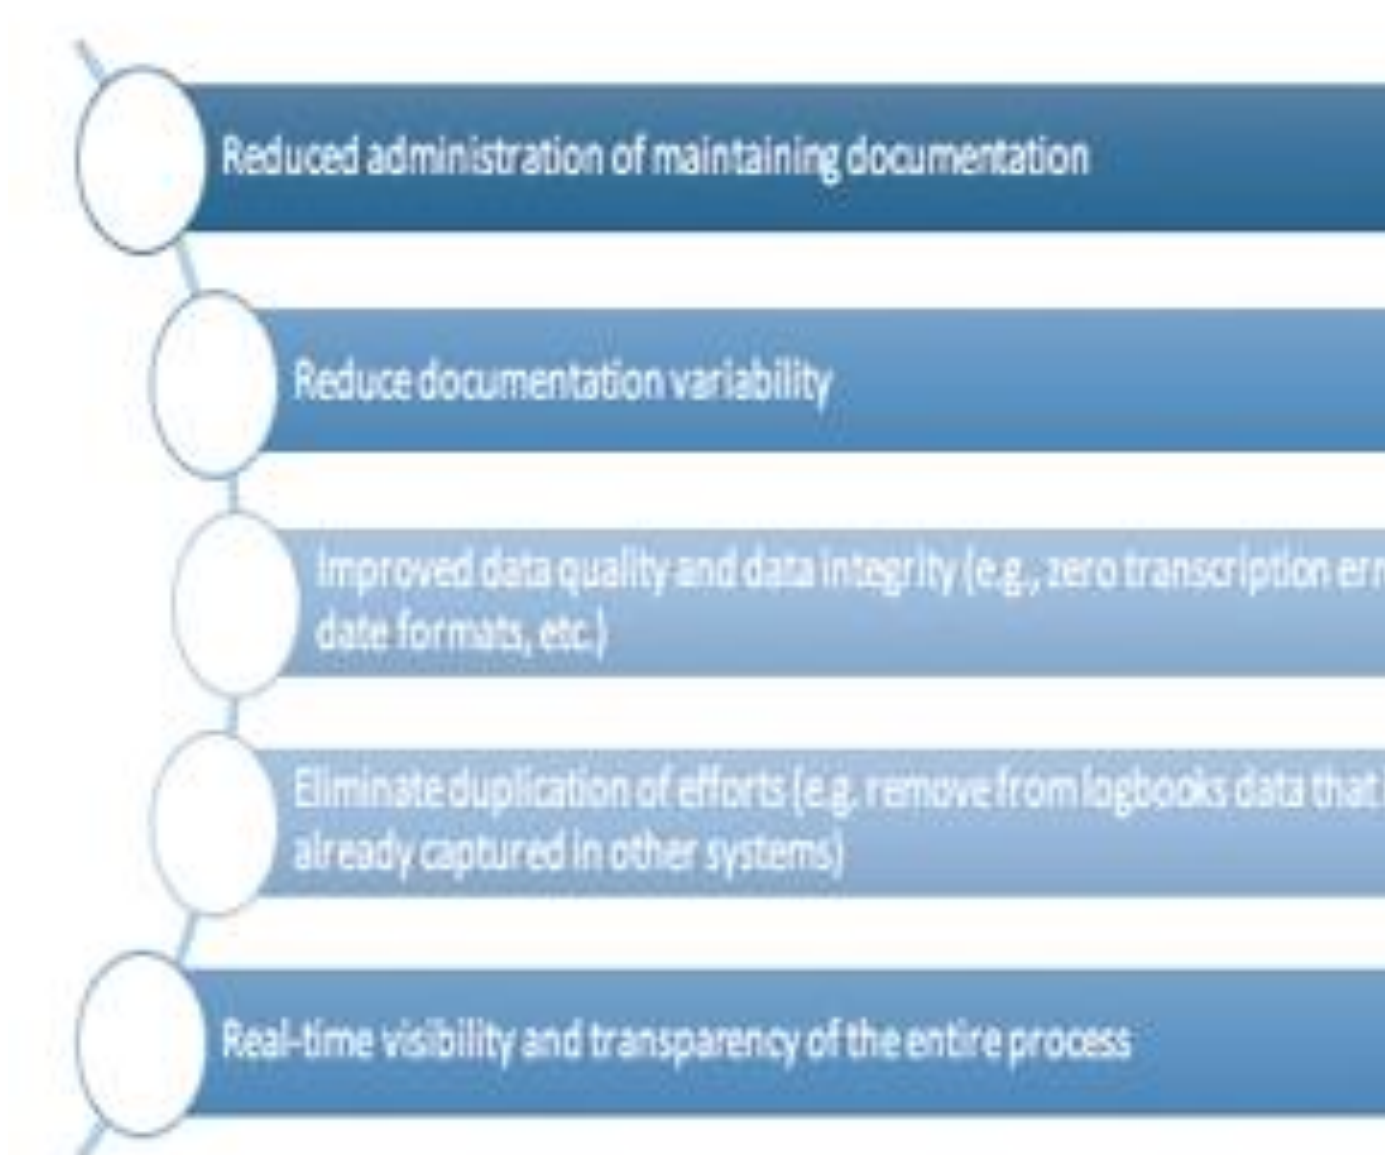 Reduced administration of maintaining documentation
Reduce documentation variability
Improved data quality and data integrity (e.g., zero transcription err
date formats, etc.)
Eliminate duplication of efforts (e.g. remove from logbooks data that
already captured in other systems)
Real-time visibility and transparency of the entire process